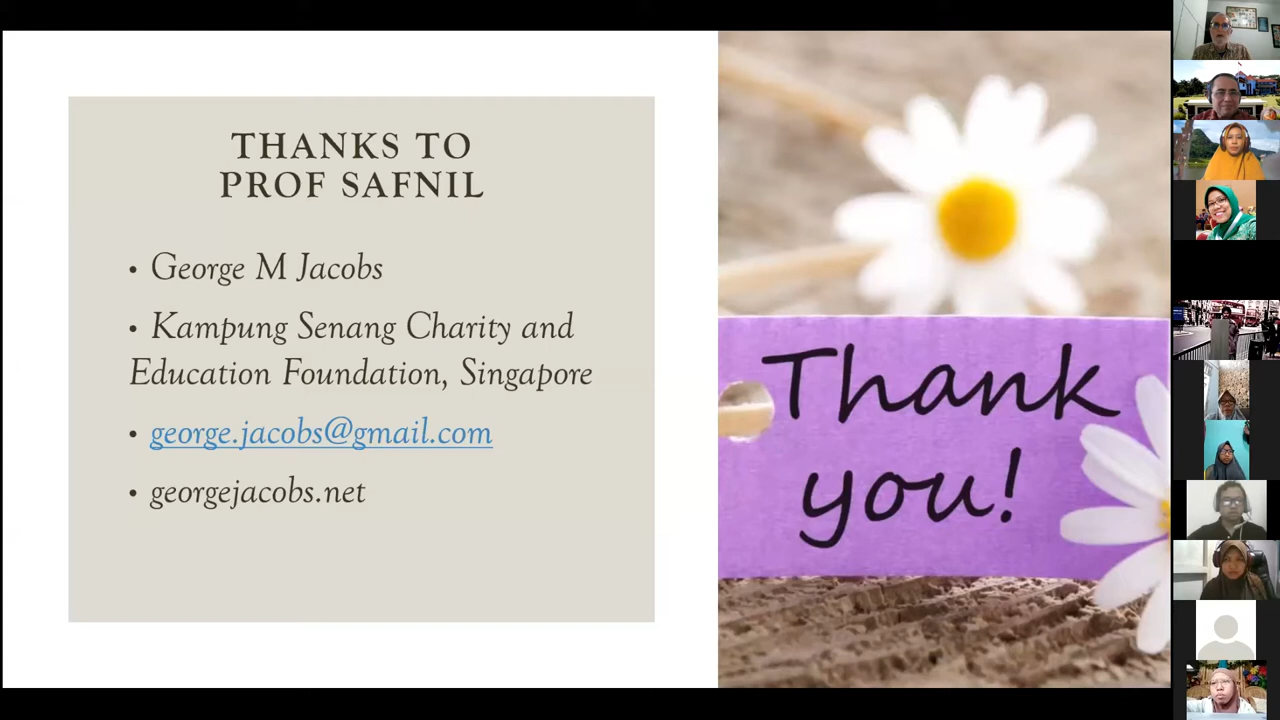 THANKS TO
PROF SAFNIL
• George M Jacobs
• Kampung Senang Charity and
Education Foundation, Singapore
• george.jacobs@gmail.com
• georgejacobs.net
Thank
you!